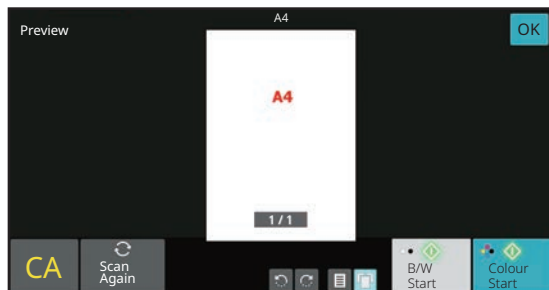 A4
Preview
OK
A4
1 / 1
CA
Scan
Again
B/W
Start
Colour
Start